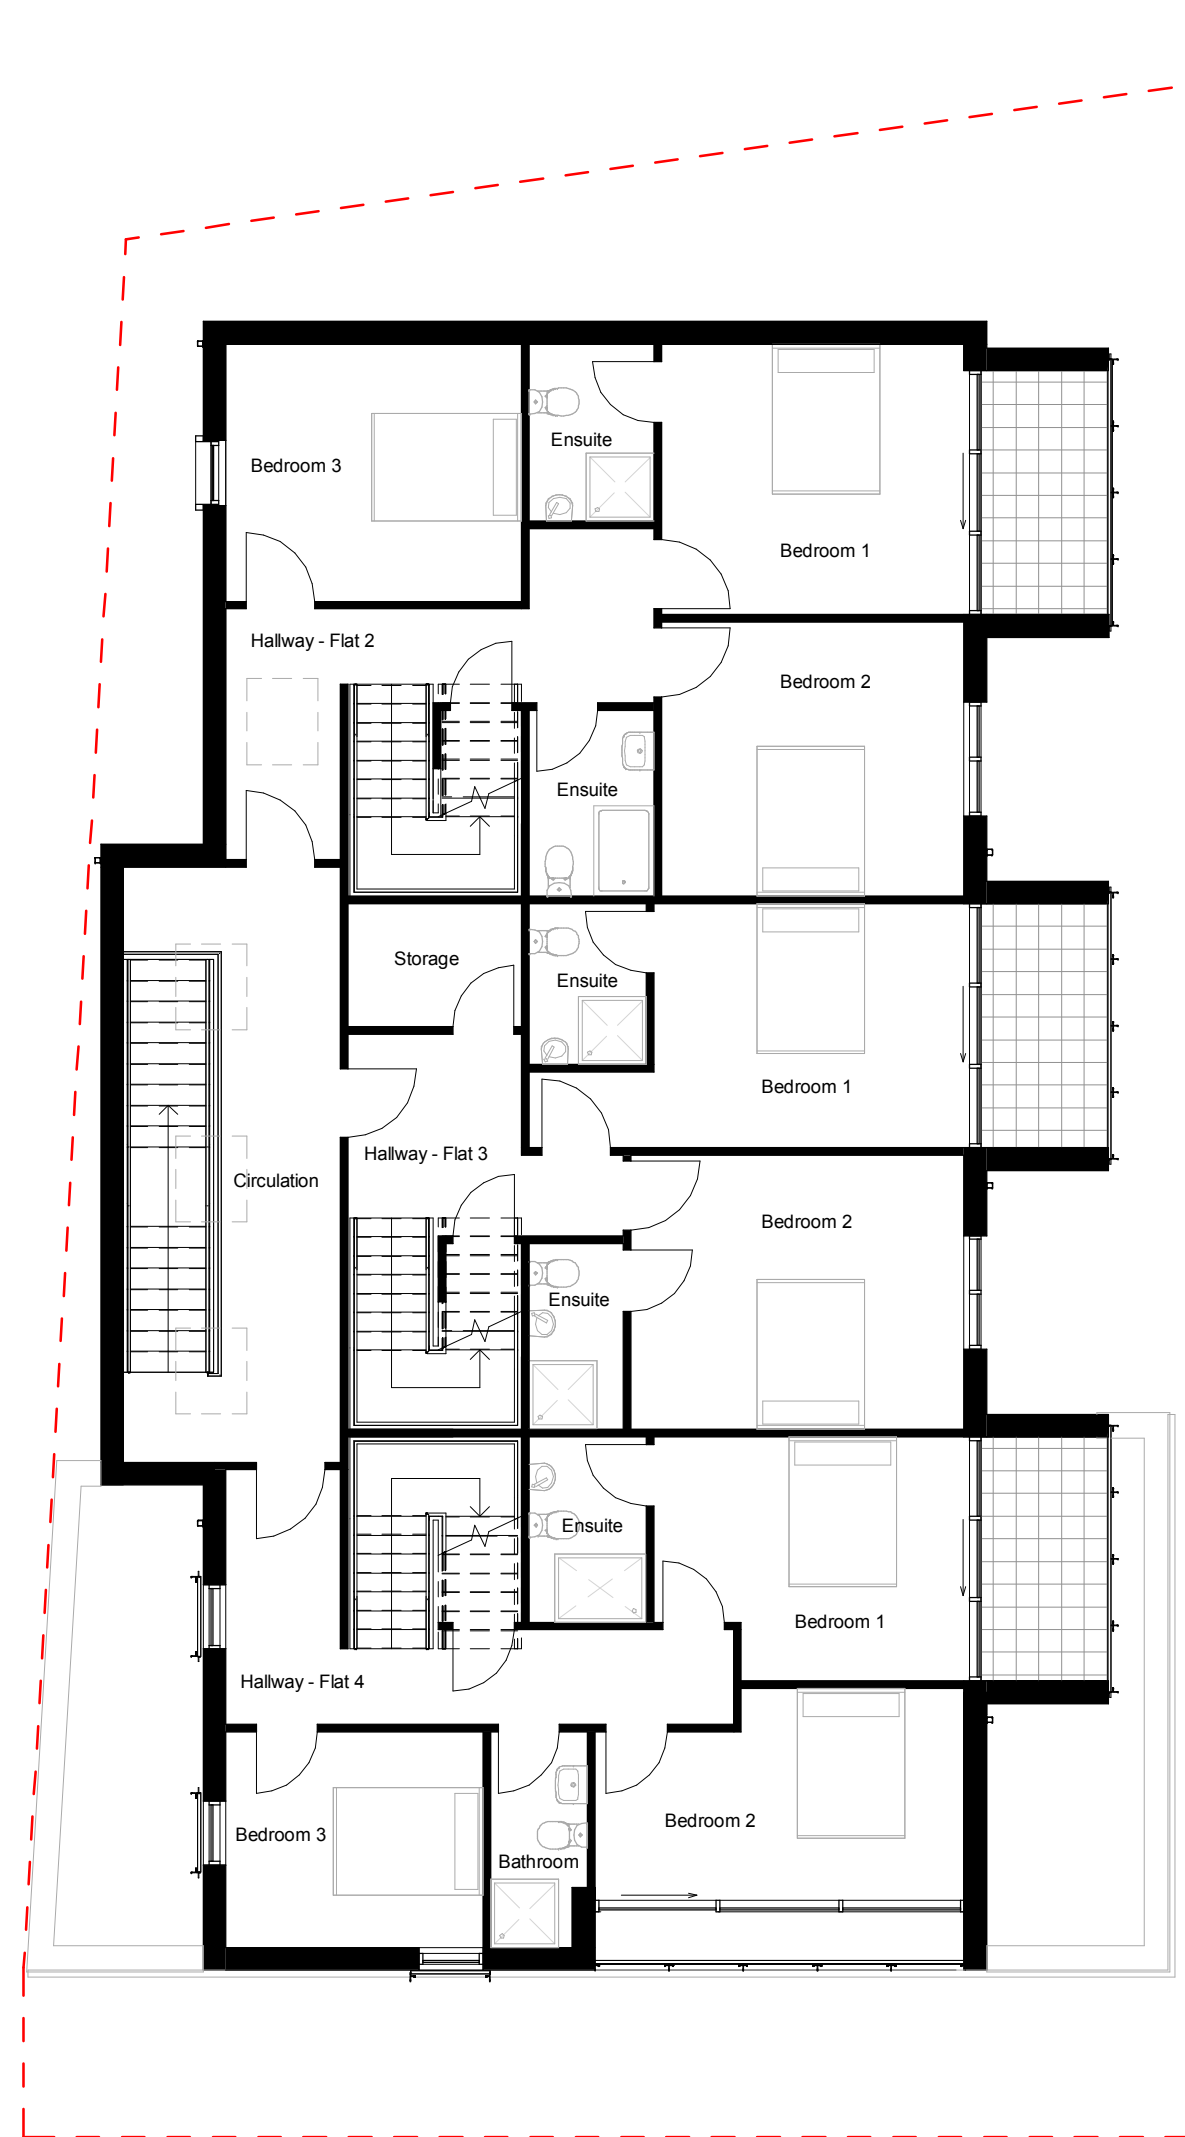 Ensuite
Bedroom 3
Bedroom 1
Hallway - Flat 2
Bedroom 2
Ensuite
Storage
Ensuite
Bedroom 1
Hallway - Flat 3
Circulation
Bedroom 2
Ensuite
Ensuite
Bedroom 1
Hallway - Flat 4
Bedroom 2
Bedroom 3
Bathroom